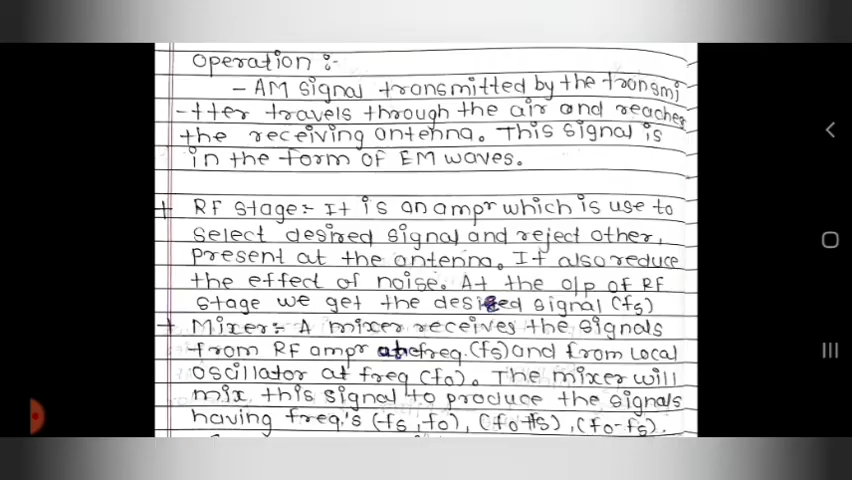 Operation :-
- AM signal transmitted by the transmi
-tter travels through the air and reaches
the receiving antenna. This signal is
in the form of EM waves.
+ RF stage:- It is an ampr which is use to
select desired signal and reject other,
present at the antenna. It also reduce
the effect of noise. At the o/p of RF
stage we get the desired signal (fs)
+ Mixer:- A mixer receives the signals
from RF ampr at freq. (fs) and from local
oscillator at freq (fo). The mixer will
mix this signal to produce the signals
having freq's (fs, fo), (fo+fs), (fo-fs).